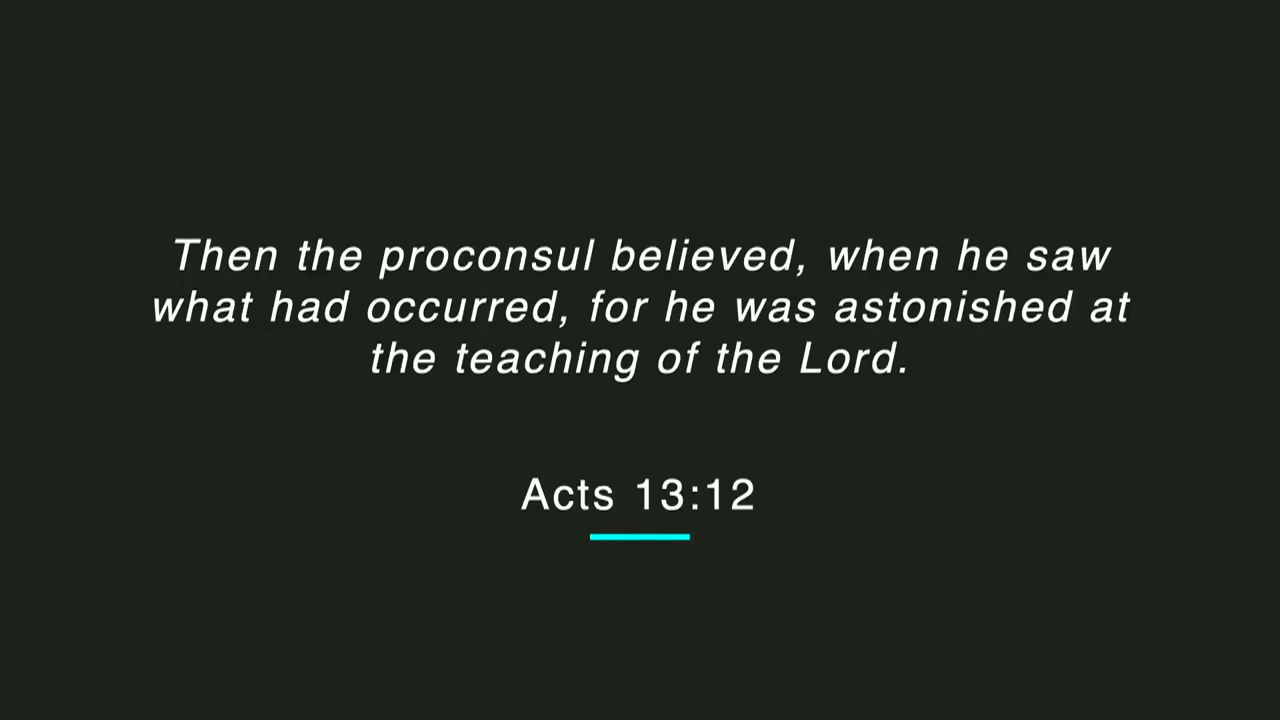 Then the proconsul believed, when he saw
what had occurred, for he was astonished at
the teaching of the Lord.
Acts 13:12